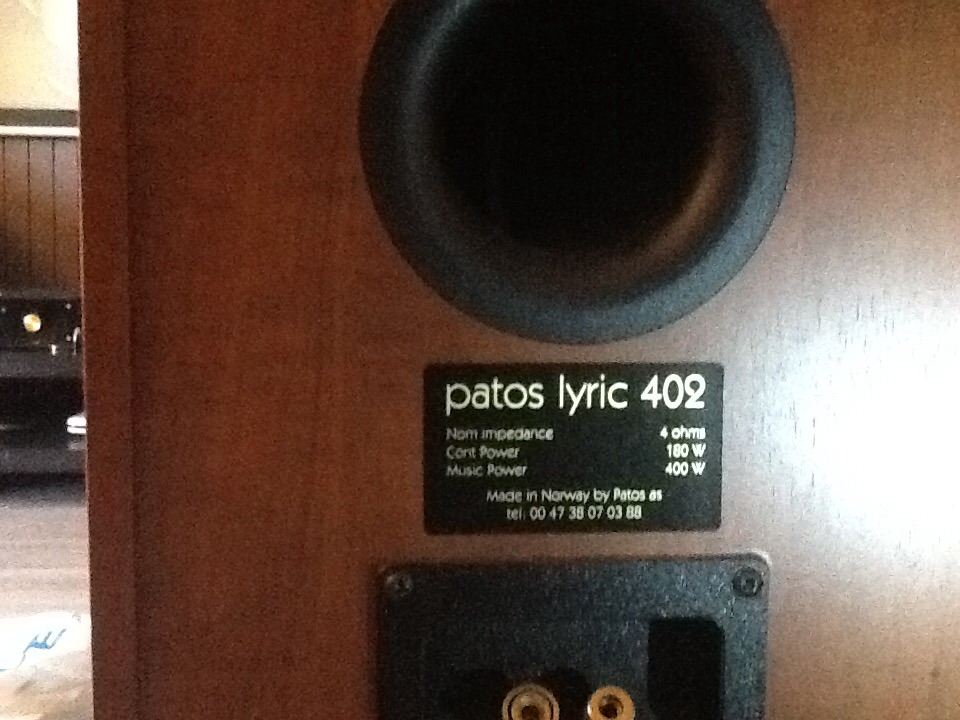 patos lyric 402
Nom impedance 4 ohms
Cont Power 180 W
Music Power 400 W
Made in Norway by Patos as
tel: 00 47 38 07 03 88